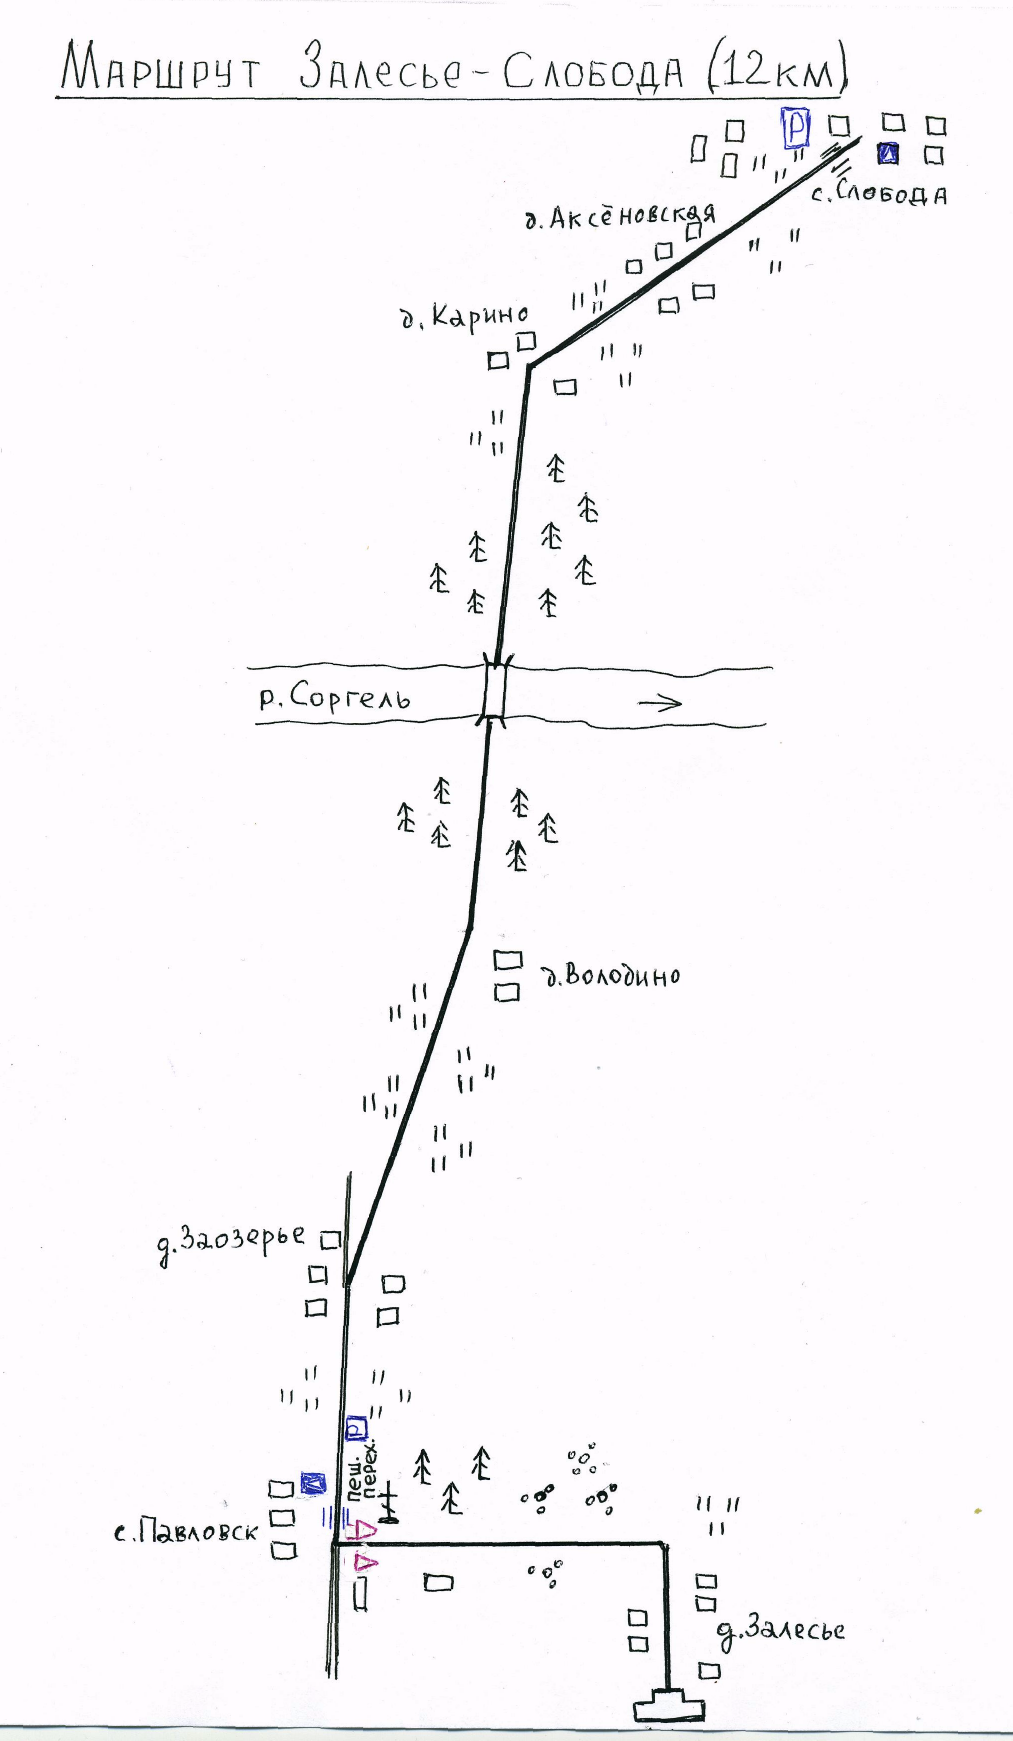 Маршрут Залесье - Слобода (12км)
Р
с. Слобода
д. Аксёновская
д. Карино
р. Соргель
д. Володино
д. Заозерье
Р
пеш.
перех.
с. Павловск
д. Залесье